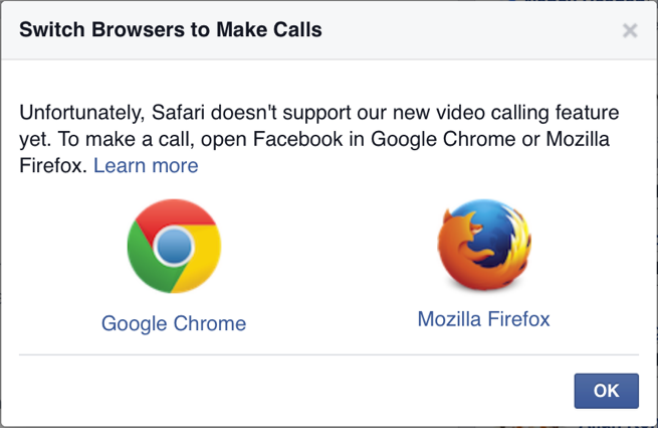 Switch Browsers to Make Calls
×
Unfortunately, Safari doesn't support our new video calling feature
yet. To make a call, open Facebook in Google Chrome or Mozilla
Firefox. Learn more
Google Chrome
Mozilla Firefox
OK